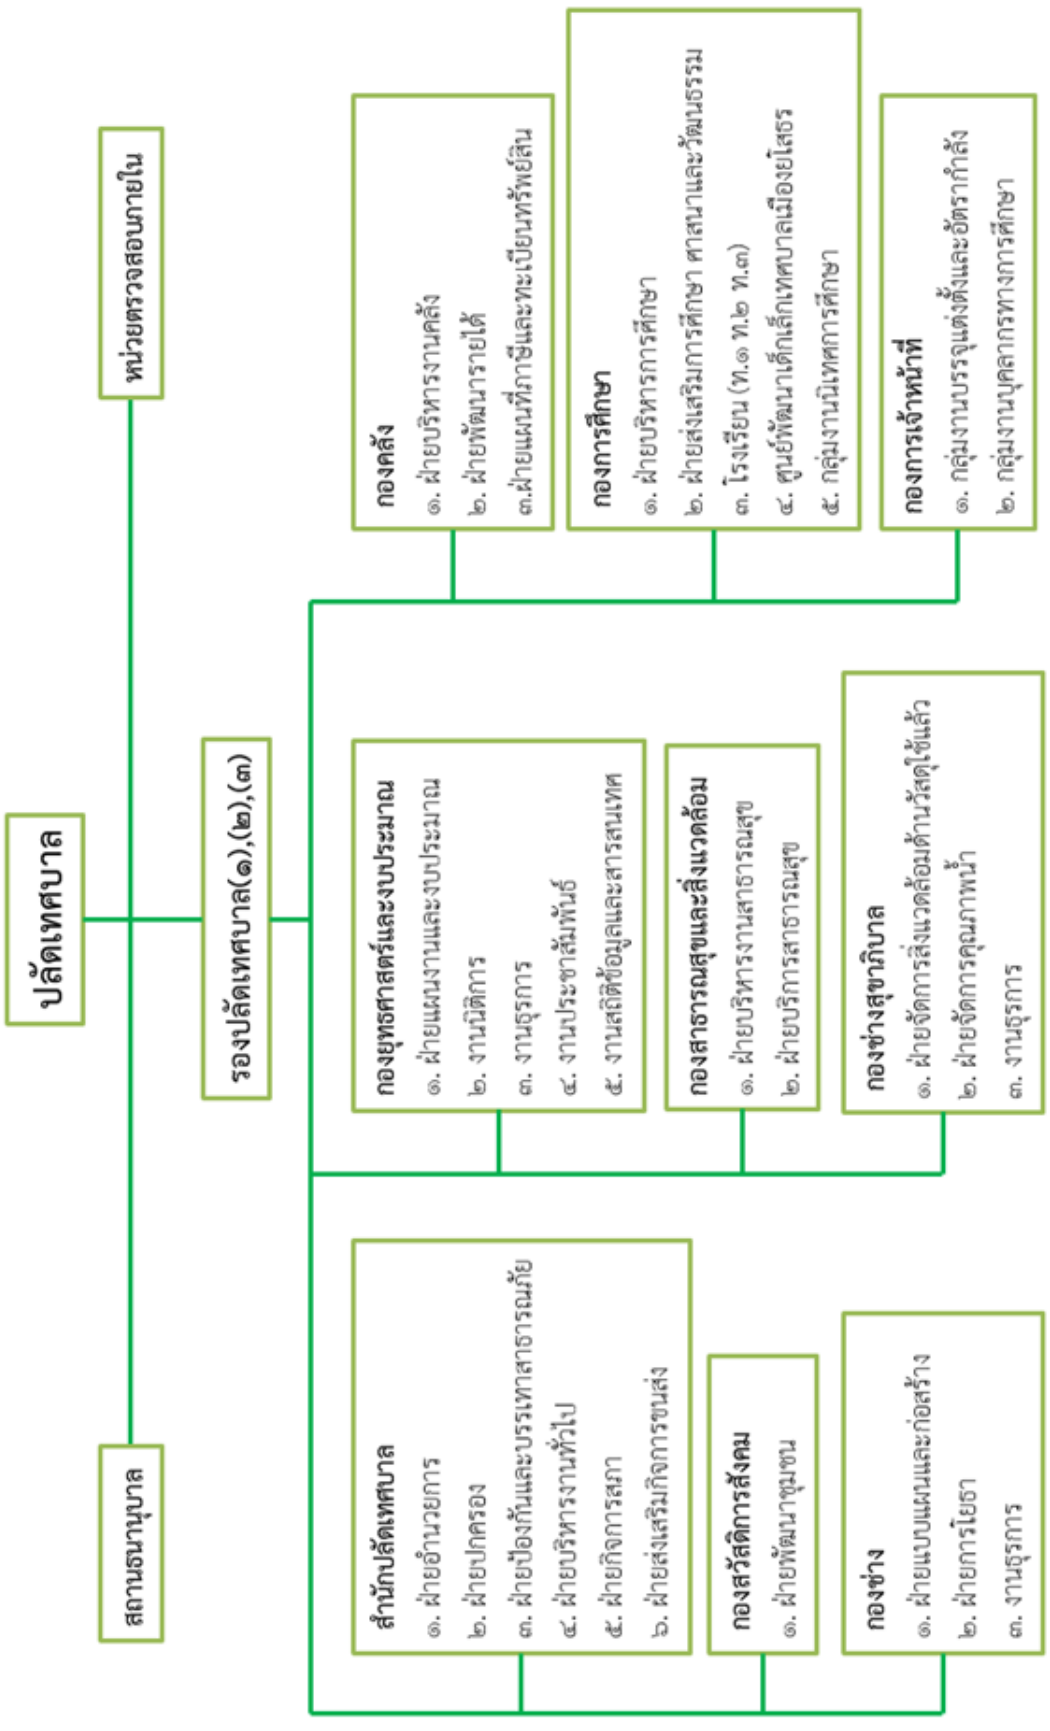 ปลัดเทศบาล
สถานธนานุบาล
หน่วยตรวจสอบภายใน
รองปลัดเทศบาล(๑),(๒),(๓)
สำนักปลัดเทศบาล
๑. ฝ่ายอำนวยการ
๒. ฝ่ายปกครอง
๓. ฝ่ายป้องกันและบรรเทาสาธารณภัย
๔. ฝ่ายบริหารงานทั่วไป
๕. ฝ่ายกิจการสภา
๖. ฝ่ายส่งเสริมกิจการขนส่ง
กองสวัสดิการสังคม
๑. ฝ่ายพัฒนาชุมชน
กองช่าง
๑. ฝ่ายแบบแผนและก่อสร้าง
๒. ฝ่ายการโยธา
๓. งานธุรการ
กองยุทธศาสตร์และงบประมาณ
๑. ฝ่ายแผนงานและงบประมาณ
๒. งานนิติการ
๓. งานธุรการ
๔. งานประชาสัมพันธ์
๕. งานสถิติข้อมูลและสารสนเทศ
กองสาธารณสุขและสิ่งแวดล้อม
๑. ฝ่ายบริหารงานสาธารณสุข
๒. ฝ่ายบริการสาธารณสุข
กองช่างสุขาภิบาล
๑. ฝ่ายจัดการสิ่งแวดล้อมด้านวัสดุใช้แล้ว
๒. ฝ่ายจัดการคุณภาพน้ำ
๓. งานธุรการ
กองคลัง
๑. ฝ่ายบริหารงานคลัง
๒. ฝ่ายพัฒนารายได้
๓.ฝ่ายแผนที่ภาษีและทะเบียนทรัพย์สิน
กองการศึกษา
๑. ฝ่ายบริหารการศึกษา
๒. ฝ่ายส่งเสริมการศึกษา ศาสนาและวัฒนธรรม
๓. โรงเรียน (ท.๑ ท.๒ ท.๓)
๔. ศูนย์พัฒนาเด็กเล็กเทศบาลเมืองยโสธร
๕. กลุ่มงานนิเทศการศึกษา
กองการเจ้าหน้าที่
๑. กลุ่มงานบรรจุแต่งตั้งและอัตรากำลัง
๒. กลุ่มงานบุคลากรทางการศึกษา